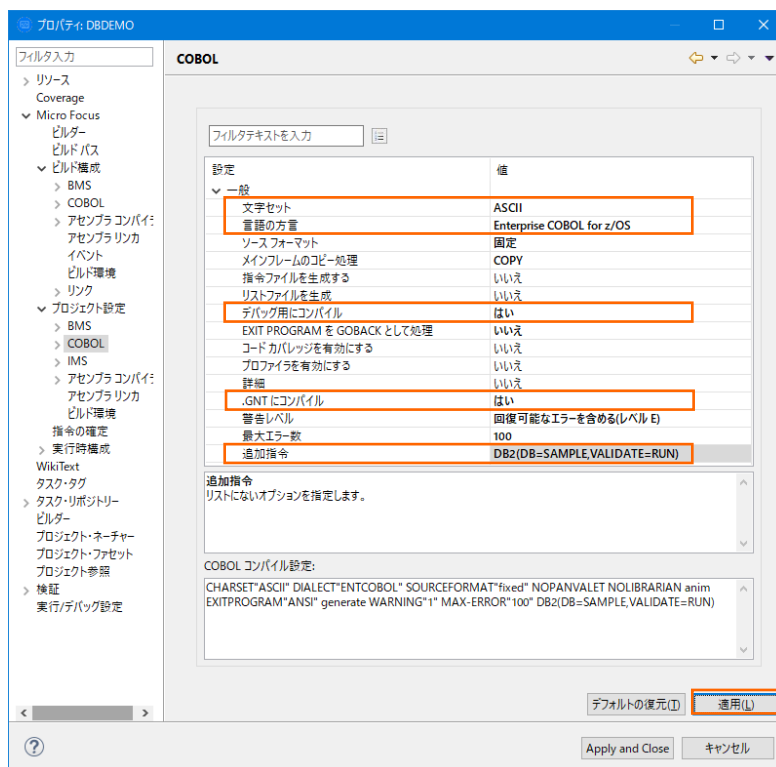 プロパティ: DBDEMO
フィルタ入力
COBOL
リソース
Coverage
Micro Focus
ビルダー
ビルド パス
ビルド構成
BMS
COBOL
アセンブラ コンパイラ
アセンブラ リンカ
イベント
ビルド環境
リンク
プロジェクト設定
BMS
COBOL
IMS
アセンブラ コンパイラ
アセンブラ リンカ
ビルド環境
指令の確定
実行時構成
WikiText
タスク・タグ
タスク・リポジトリー
ビルダー
プロジェクト・ネーチャー
プロジェクト・ファセット
プロジェクト参照
検証
実行/デバッグ設定
フィルタテキストを入力
設定 値
一般
文字セット ASCII
言語の方言 Enterprise COBOL for z/OS
ソース フォーマット 固定
メインフレームのコピー処理 COPY
指令ファイルを生成する いいえ
リストファイルを生成 いいえ
デバッグ用にコンパイル はい
EXIT PROGRAM を GOBACK として処理 いいえ
コード カバレッジを有効にする いいえ
プロファイラを有効にする いいえ
詳細 いいえ
.GNT にコンパイル はい
警告レベル 回復可能なエラーを含める(レベル E)
最大エラー数 100
追加指令 DB2(DB=SAMPLE,VALIDATE=RUN)
追加指令
リストにないオプションを指定します。
COBOL コンパイル設定:
CHARSET"ASCII" DIALECT"ENTCOBOL" SOURCEFORMAT"fixed" NOPANVALET NOLIBRARIAN anim
EXITPROGRAM"ANSI" generate WARNING"1" MAX-ERROR"100" DB2(DB=SAMPLE,VALIDATE=RUN)
デフォルトの復元(T)
適用(L)
?
Apply and Close
キャンセル